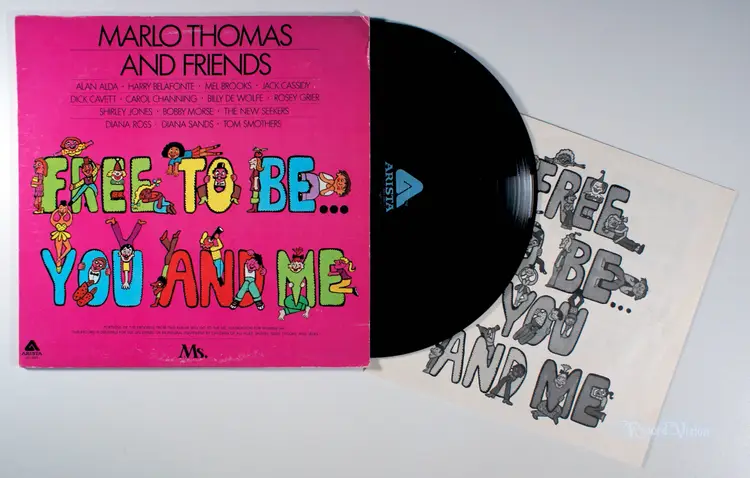 MARLO THOMAS
AND FRIENDS
ALAN ALDA · HARRY BELAFONTE · MEL BROOKS · JACK CASSIDY
DICK CAVETT · CAROL CHANNING · BILLY DE WOLFE · ROSEY GRIER
SHIRLEY JONES · BOBBY MORSE · THE NEW SEEKERS
DIANA ROSS · DIANA SANDS · TOM SMOTHERS
FREE TO BE...
YOU AND ME
ARISTA
Ms.
ARISTA
FREE
BE...
YOU
AND ME